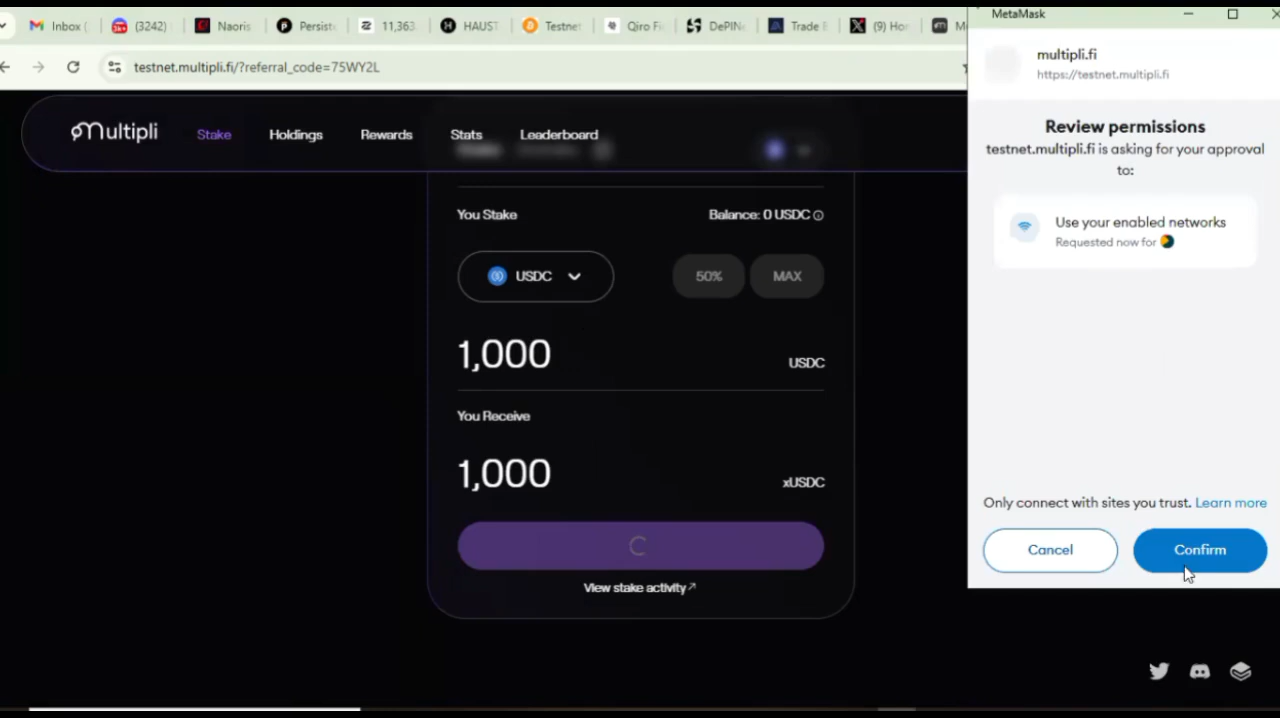 Inbox (
(3242)
Naoris
Persist
11,363
HAUST
Testnet
Qiro Fi
DePIN
Trade
(9) Hor
testnet.multipli.fi/?referral_code=75WY2L
Multipli
Stake
Holdings
Rewards
Stats
Leaderboard
You Stake
Balance: 0 USDC
USDC
50%
MAX
1,000
USDC
You Receive
1,000
xUSDC
View stake activity
MetaMask
multipli.fi
https://testnet.multipli.fi
Review permissions
testnet.multipli.fi is asking for your approval
to:
Use your enabled networks
Requested now for
Only connect with sites you trust. Learn more
Cancel
Confirm